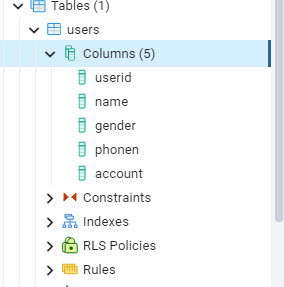 Tables (1)
users
Columns (5)
userid
name
gender
phonen
account
Constraints
Indexes
RLS Policies
Rules